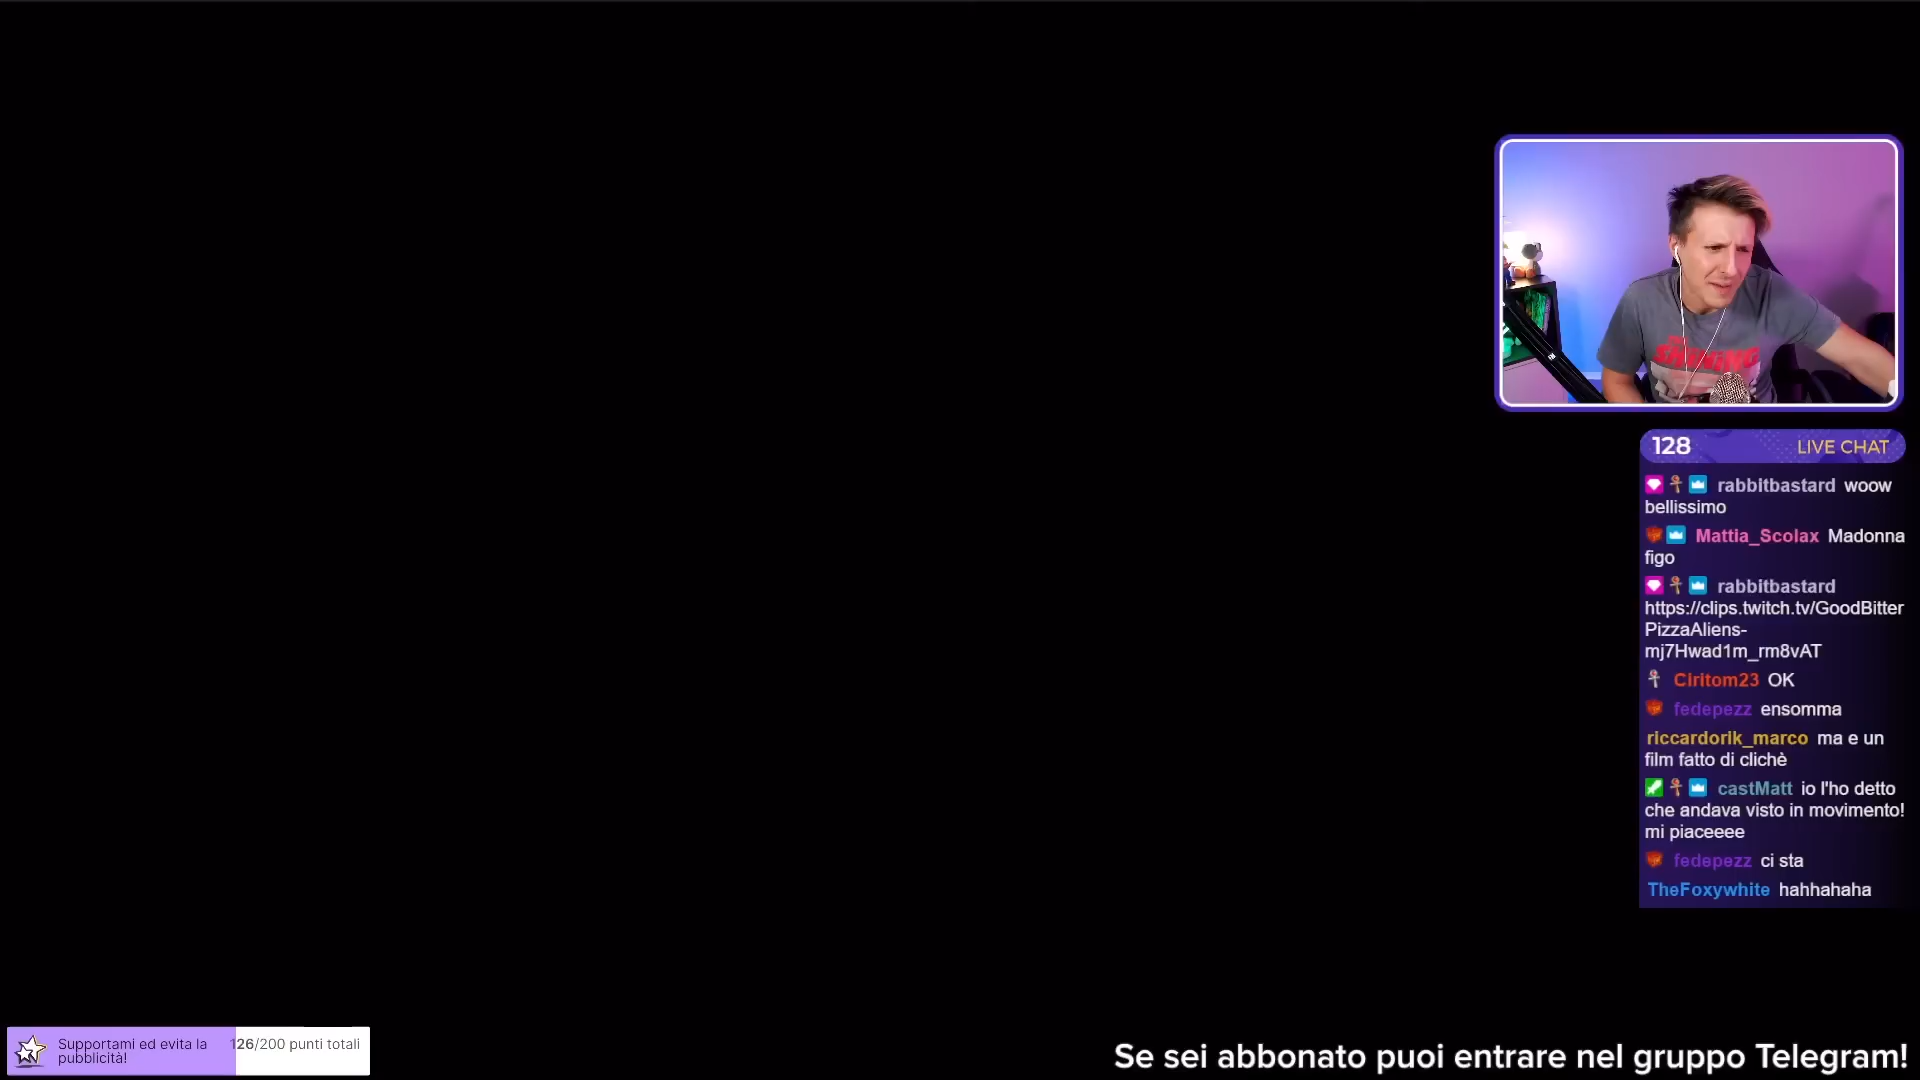 SHINING
128
LIVE CHAT
rabbitbastard woow
bellissimo
Mattia_Scolax Madonna
figo
rabbitbastard
https://clips.twitch.tv/GoodBitter
PizzaAliens-
mj7Hwad1m_rm8vAT
Ciritom23 OK
fedepezz ensomma
riccardorik_marco ma e un
film fatto di clichè
castMatt io l'ho detto
che andava visto in movimento!
mi piaceeee
fedepezz ci sta
TheFoxywhite hahhahaha
Supportami ed evita la
pubblicità!
126/200 punti totali
Se sei abbonato puoi entrare nel gruppo Telegram!